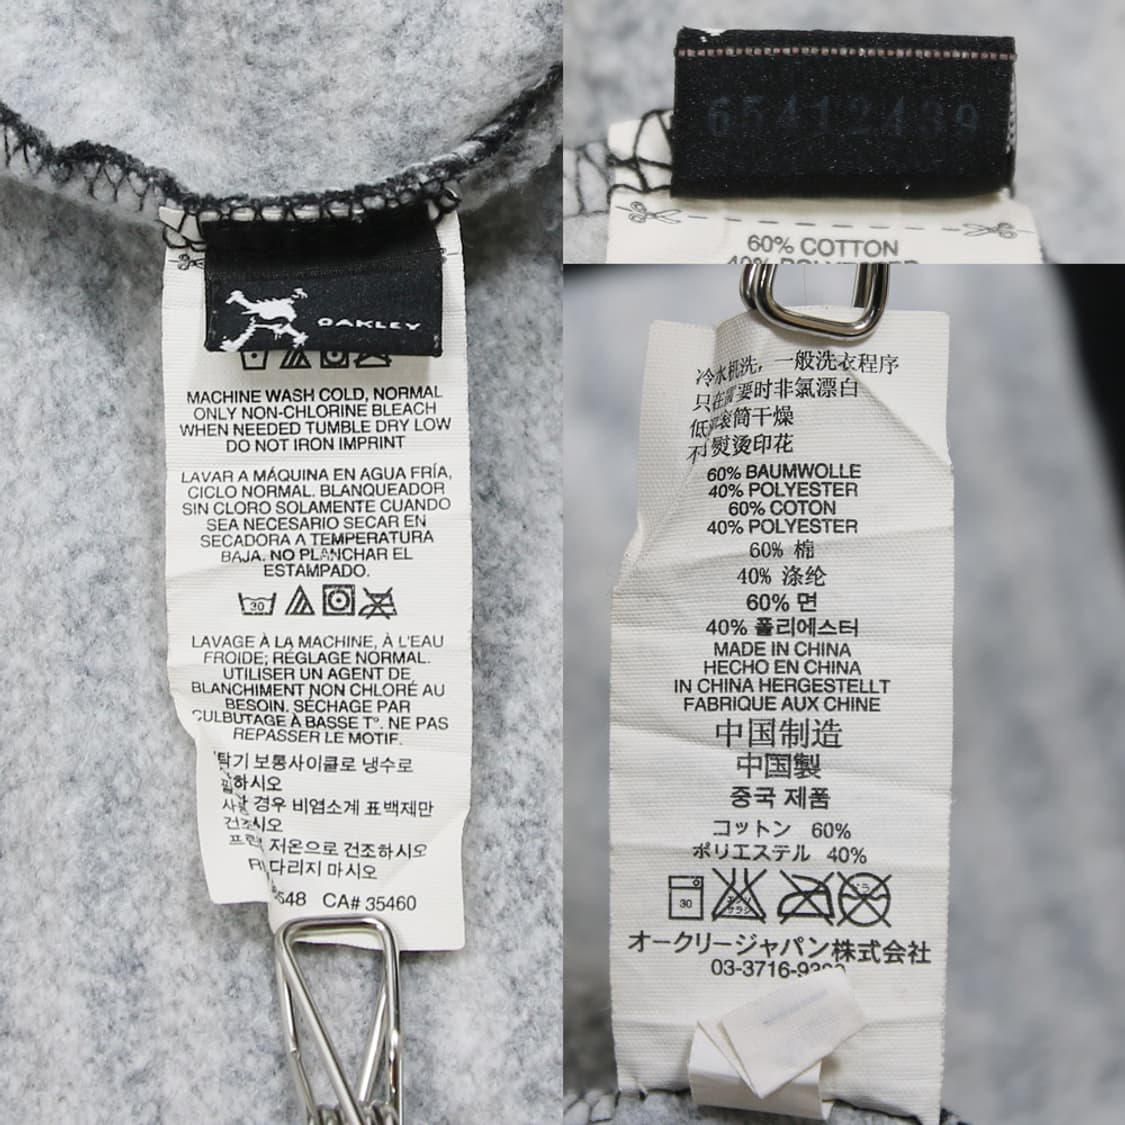 OAKLEY
MACHINE WASH COLD, NORMAL
ONLY NON-CHLORINE BLEACH
WHEN NEEDED TUMBLE DRY LOW
DO NOT IRON IMPRINT
LAVAR A MÁQUINA EN AGUA FRÍA,
CICLO NORMAL. BLANQUEADOR
SIN CLORO SOLAMENTE CUANDO
SEA NECESARIO SECAR EN
SECADORA A TEMPERATURA
BAJA. NO PLANCHAR EL
ESTAMPADO.
30
LAVAGE À LA MACHINE, À L'EAU
FROIDE; RÉGLAGE NORMAL.
UTILISER UN AGENT DE
BLANCHIMENT NON CHLORÉ AU
BESOIN. SÉCHAGE PAR
CULBUTAGE À BASSE T°. NE PAS
REPASSER LE MOTIF.
보통사이클로 냉수로
하시오
경우 비염소계 표백제만
저온으로 건조하시오
다리지 마시오
CA# 35460
65412439
60% COTTON
40% POLYESTER
冷水机洗, 一般洗衣程序
只在需要时非氯漂白
滚筒干燥
熨烫印花
60% BAUMWOLLE
40% POLYESTER
60% COTON
40% POLYESTER
60% 棉
40% 涤纶
60% 면
40% 폴리에스터
MADE IN CHINA
HECHO EN CHINA
IN CHINA HERGESTELLT
FABRIQUE AUX CHINE
中国制造
中国製
중국 제품
コットン 60%
ポリエステル 40%
30
オークリージャパン株式会社